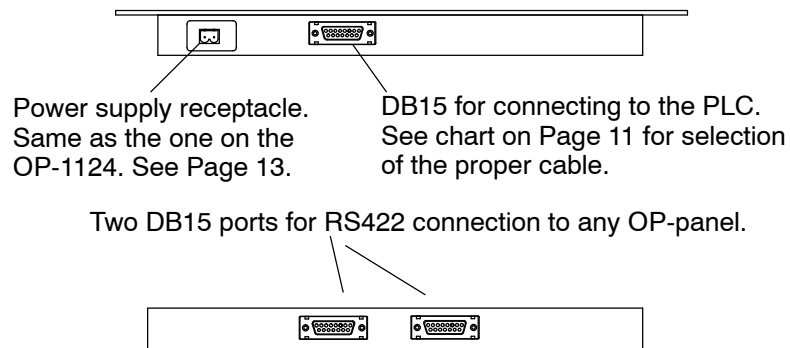 Power supply receptacle.
Same as the one on the
OP-1124. See Page 13.
DB15 for connecting to the PLC.
See chart on Page 11 for selection
of the proper cable.
Two DB15 ports for RS422 connection to any OP-panel.